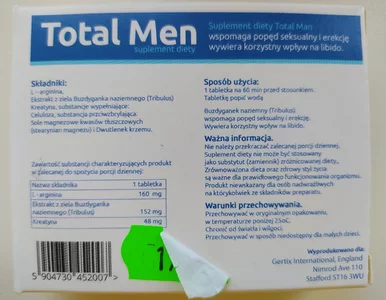 Total Men
suplement diety
Suplement diety Total Man
wspomaga popęd seksualny i erekcję
wywiera korzystny wpływ na libido.
Składniki:
L -arginina,
Ekstrakt z ziela Buzdyganka naziemnego (Tribulus)
Kreatyna, substancje wypełniające:
Celuloza, substancja przeciwzbrylająca:
Sole magnezowe kwasów tłuszczowych
(stearynian magnezu) i Dwutlenek krzemu.
Zawartość substancji charakteryzujących produkt
w zalecanej do spożycia porcji dziennej:
Nazwa składnika 1 tabletka
L -arginina 160 mg
Ekstrakt z ziela Buzdyganka
naziemnego (Tribulus) 152 mg
Kreatyna 48 mg
5 904730 452007 >
Sposób użycia:
1 tabletka na 60 min przed stosunkiem.
Tabletkę popić wodą
Buzdyganek naziemny (Tribulus)
wspomaga popęd seksualny i erekcję.
Wywiera korzystny wpływ na libido.
Ważna informacja.
Nie należy przekraczać zalecanej porcji dziennej.
Suplement diety nie może być stosowany
jako substytut (zamiennik) zróżnicowanej diety.
Zrównoważona dieta oraz zdrowy styl życia
są ważne dla prawidłowego funkcjonowania organizmu.
Produkt niewskazany dla osób nadwrażliwych
na którykolwiek ze składników preparatu.
Warunki przechowywania.
Przechowywać w oryginalnym opakowaniu,
w temperaturze poniżej 25oC.
Chronić od światła i wilgoci.
Przechowywać w sposób niedostępny dla małych dzieci.
Wyprodukowano dla:
Gertix International, England
Nimrod Ave 110
Stafford ST16 3WU